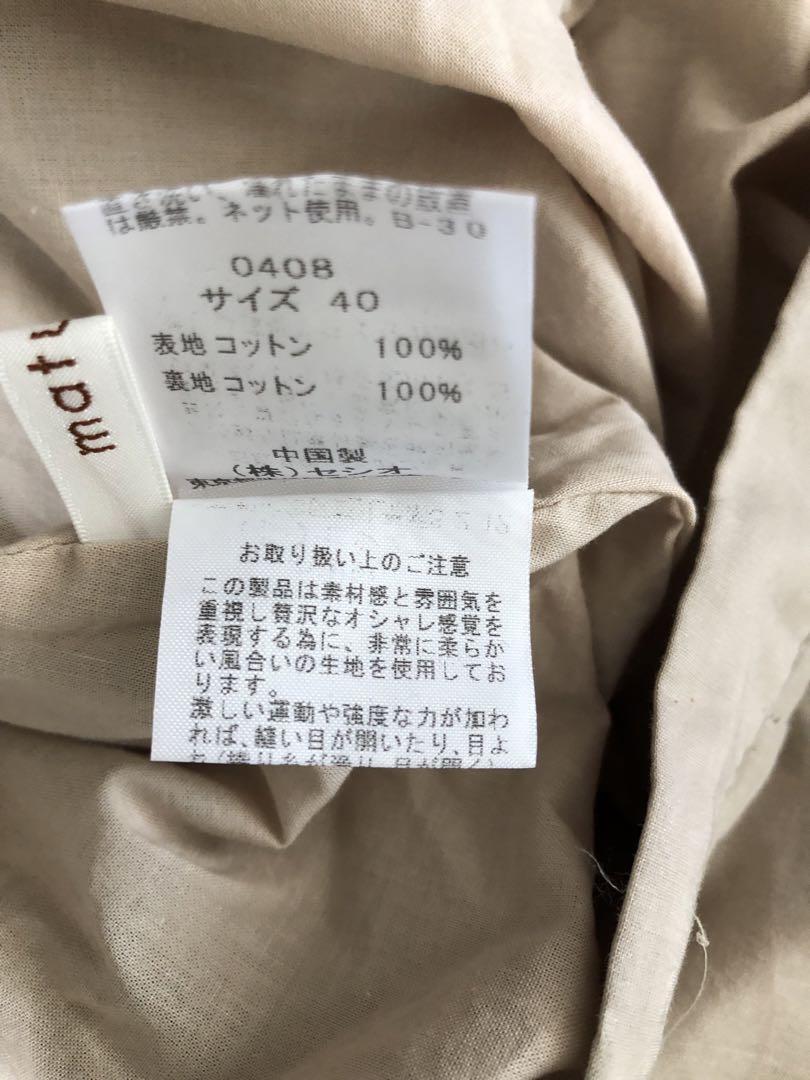 は厳禁。ネット使用。B-30
0408
サイズ 40
表地 コットン 100%
裏地 コットン 100%
中国製
(株)セシオ
東京都
mat
お取り扱い上のご注意
この製品は素材感と雰囲気を
重視し贅沢なオシャレ感覚を
表現する為に、非常に柔らか
い風合いの生地を使用してお
ります。
激しい運動や強度な力が加わ
れば、縫い目が開いたり、目よ